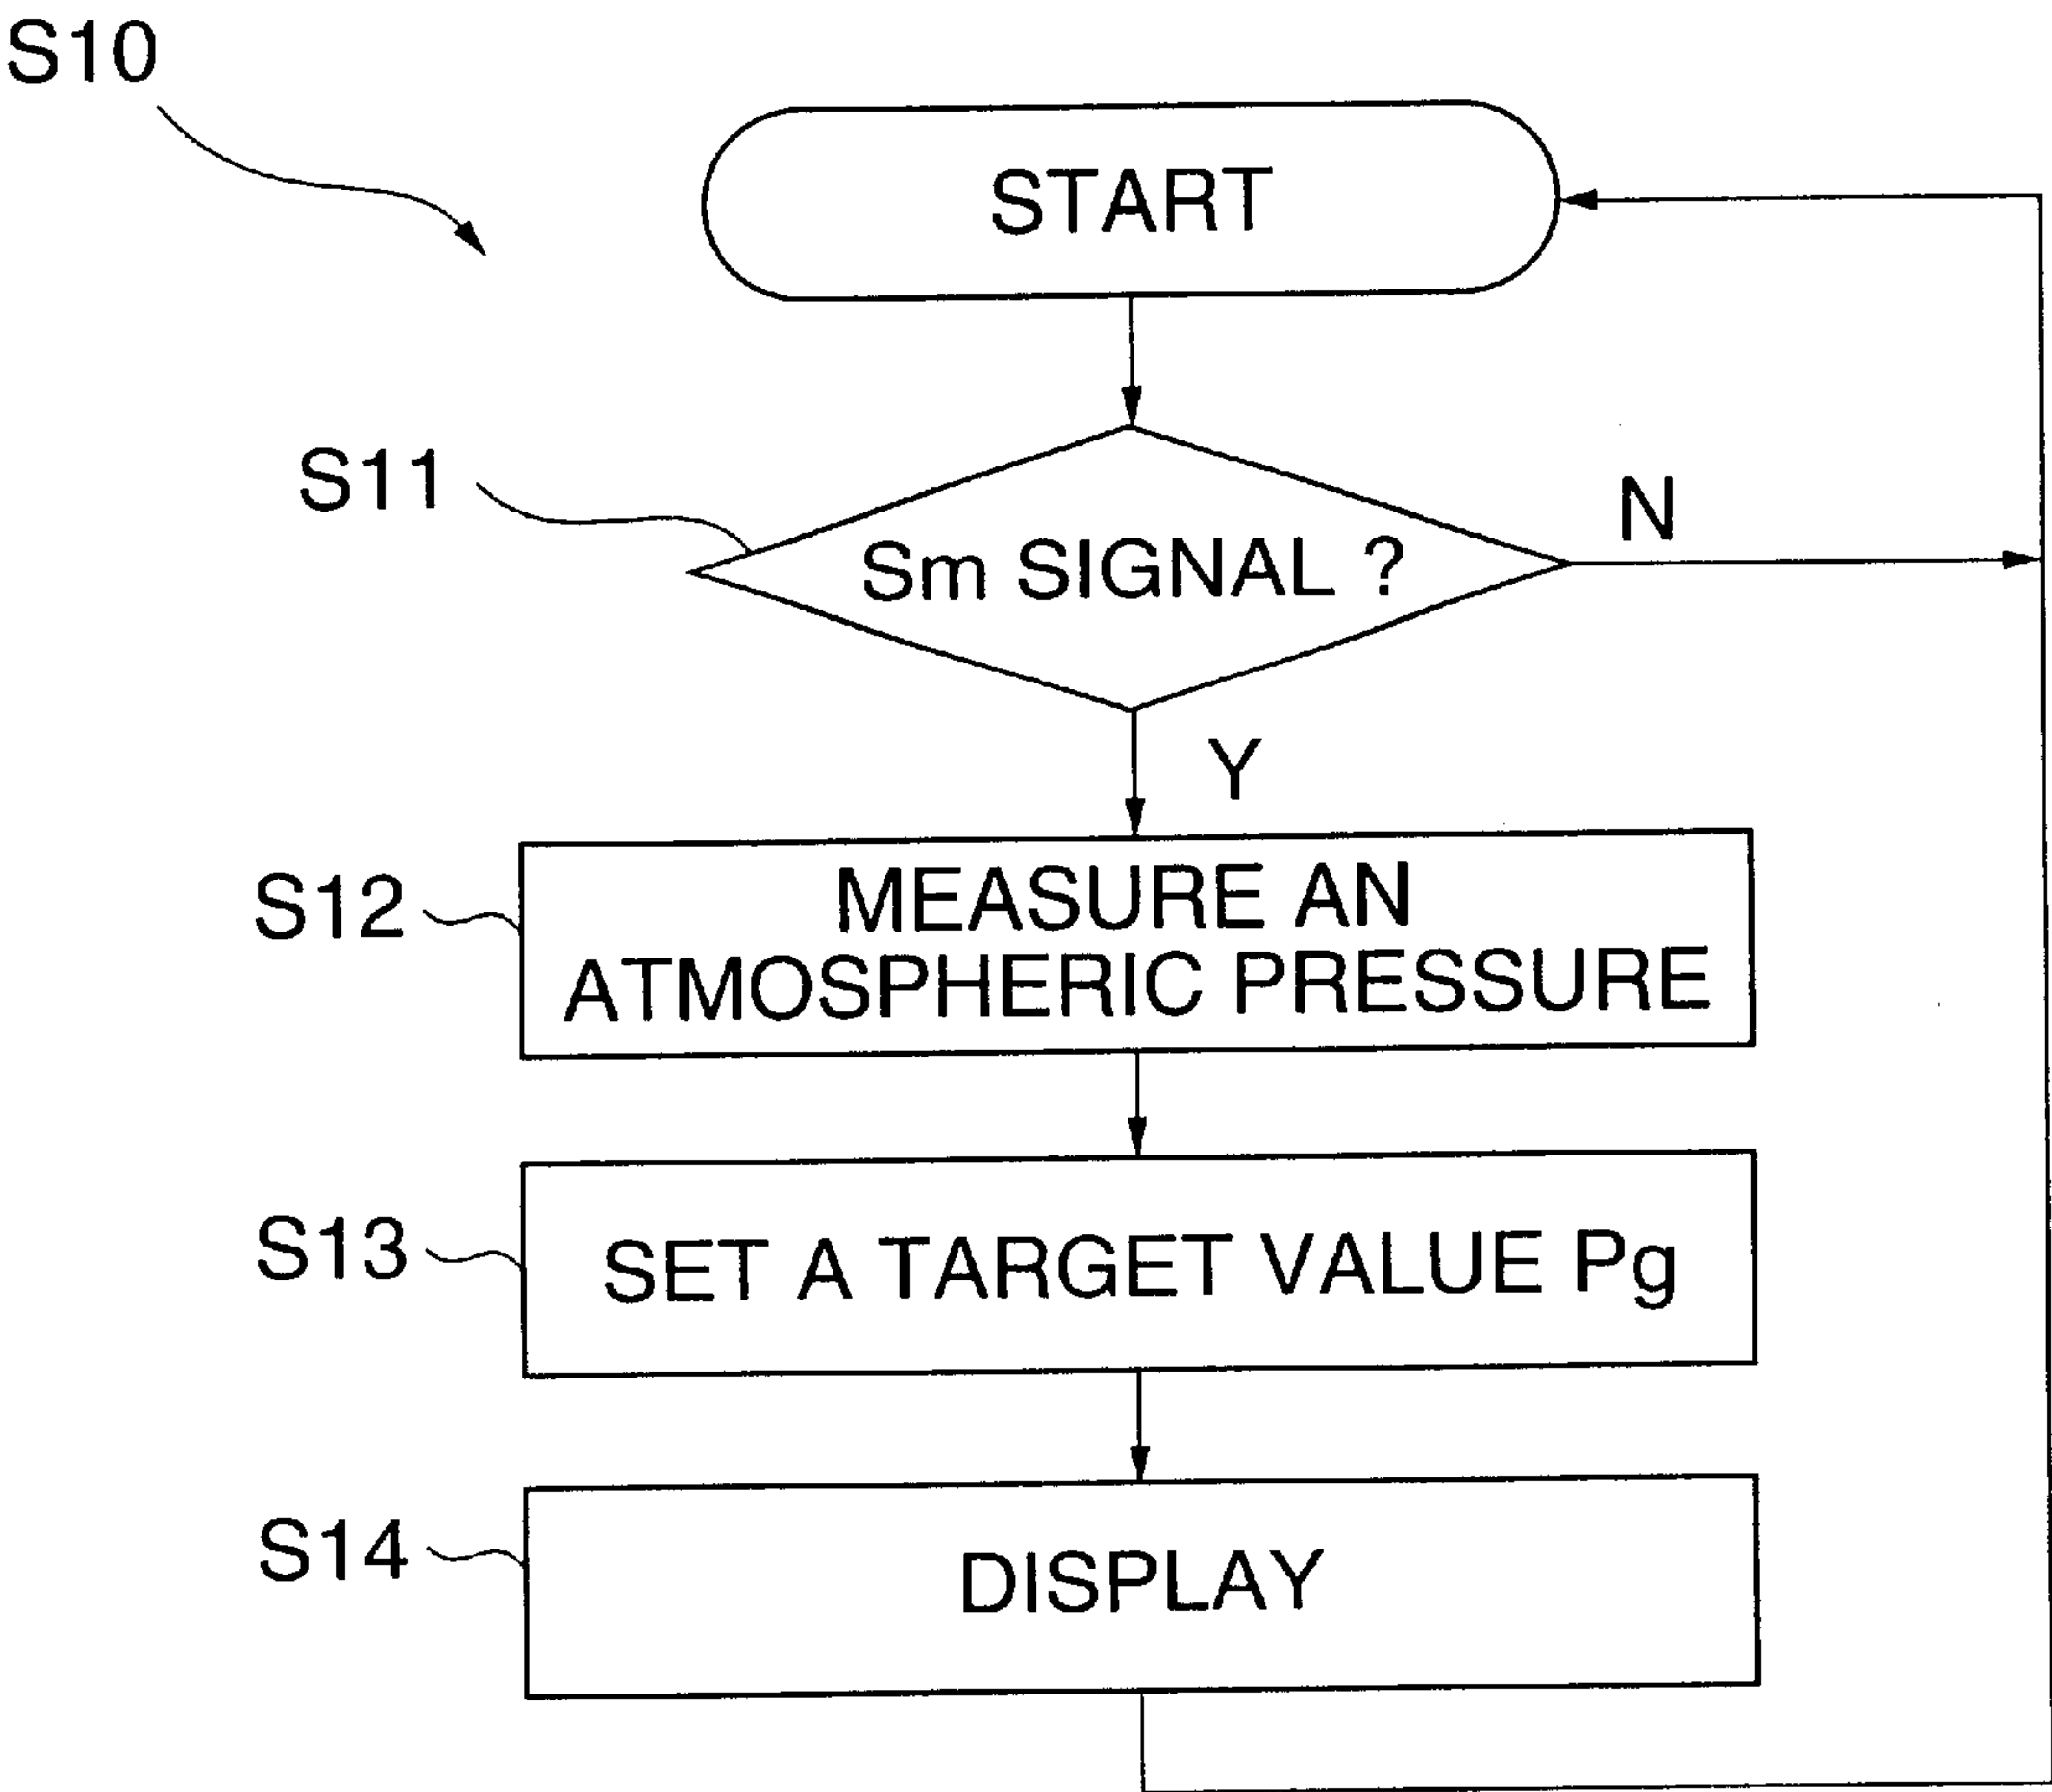 S10
START
S11
Sm SIGNAL ?
N
Y
S12
MEASURE AN
ATMOSPHERIC PRESSURE
S13
SET A TARGET VALUE Pg
S14
DISPLAY